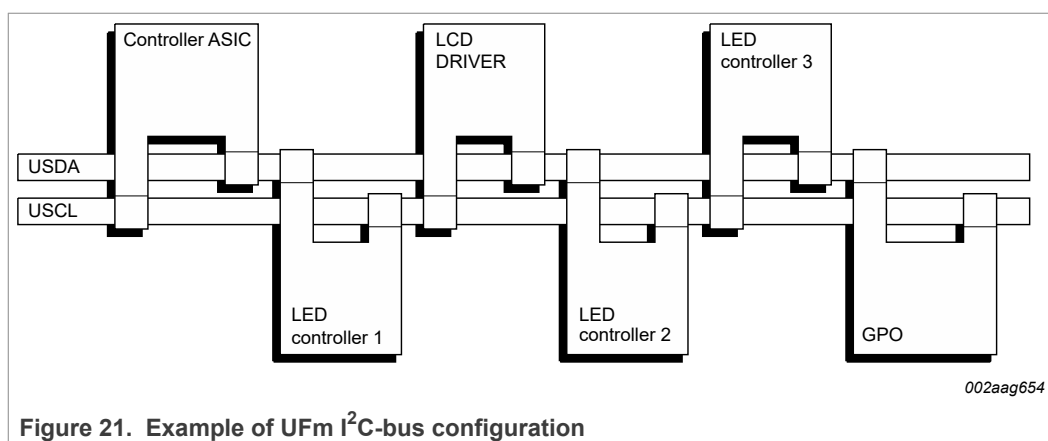 Controller ASIC
LCD
DRIVER
LED
controller 3
USDA
USCL
LED
controller 1
LED
controller 2
GPO
002aag654
Figure 21. Example of UFm I²C-bus configuration